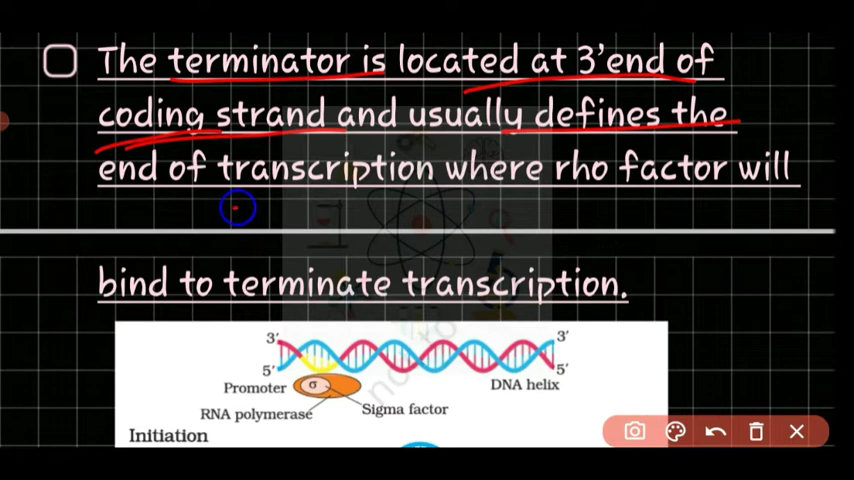 The terminator is located at 3'end of
coding strand and usually defines the
end of transcription where rho factor will
bind to terminate transcription.
3′ 3′
5′ 5′
Promoter σ DNA helix
RNA polymerase Sigma factor
Initiation